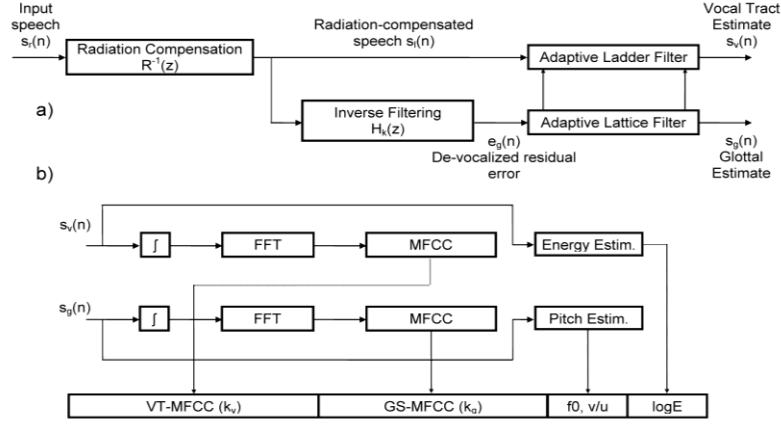 Input
speech
s_r(n)
Radiation Compensation
R⁻¹(z)
Radiation-compensated
speech s_l(n)
Vocal Tract
Estimate
s_v(n)
Adaptive Ladder Filter
a)
Inverse Filtering
H_k(z)
e_g(n)
De-vocalized residual
error
Adaptive Lattice Filter
s_g(n)
Glottal
Estimate
b)
s_v(n)
∫
FFT
MFCC
Energy Estim.
s_g(n)
∫
FFT
MFCC
Pitch Estim.
VT-MFCC (k_v)
GS-MFCC (k_g)
f0, v/u
logE